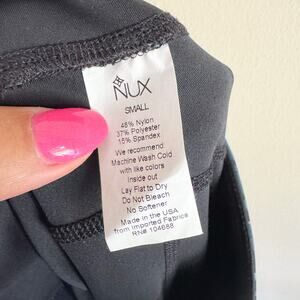 NUX
SMALL
48% Nylon
37% Polyester
15% Spandex
We recommend
Machine Wash Cold
with like colors
Inside out
Lay Flat to Dry
Do Not Bleach
No Softener
Made in the USA
from Imported Fabrics
RN# 104688